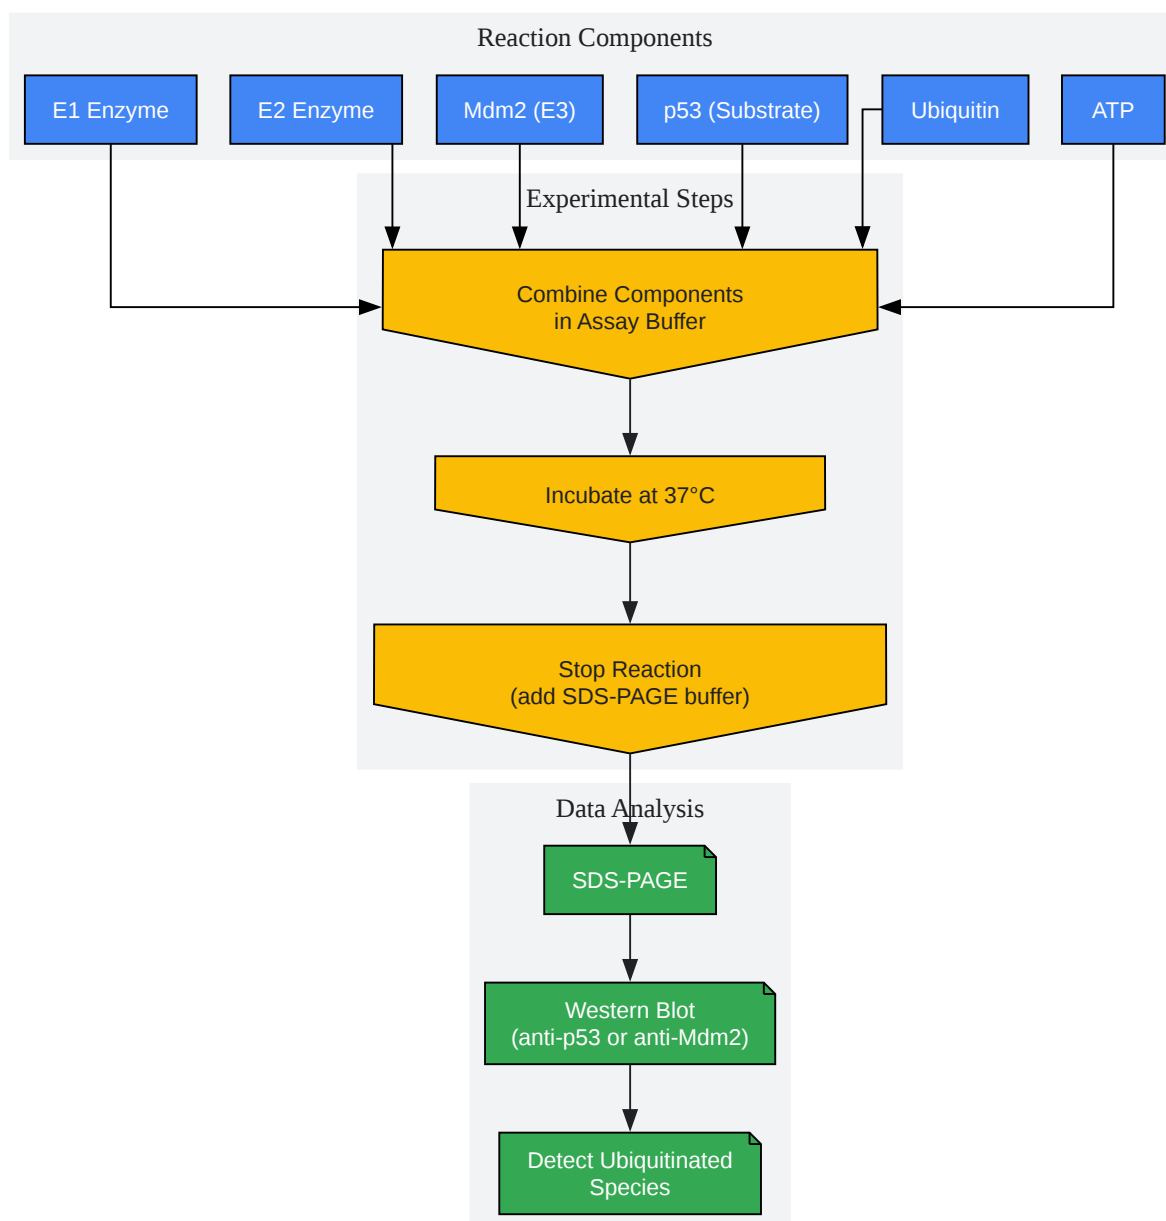 Reaction Components
E1 Enzyme
E2 Enzyme
Mdm2 (E3)
p53 (Substrate)
Ubiquitin
ATP
Experimental Steps
Combine Components
in Assay Buffer
Incubate at 37°C
Stop Reaction
(add SDS-PAGE buffer)
Data Analysis
SDS-PAGE
Western Blot
(anti-p53 or anti-Mdm2)
Detect Ubiquitinated
Species